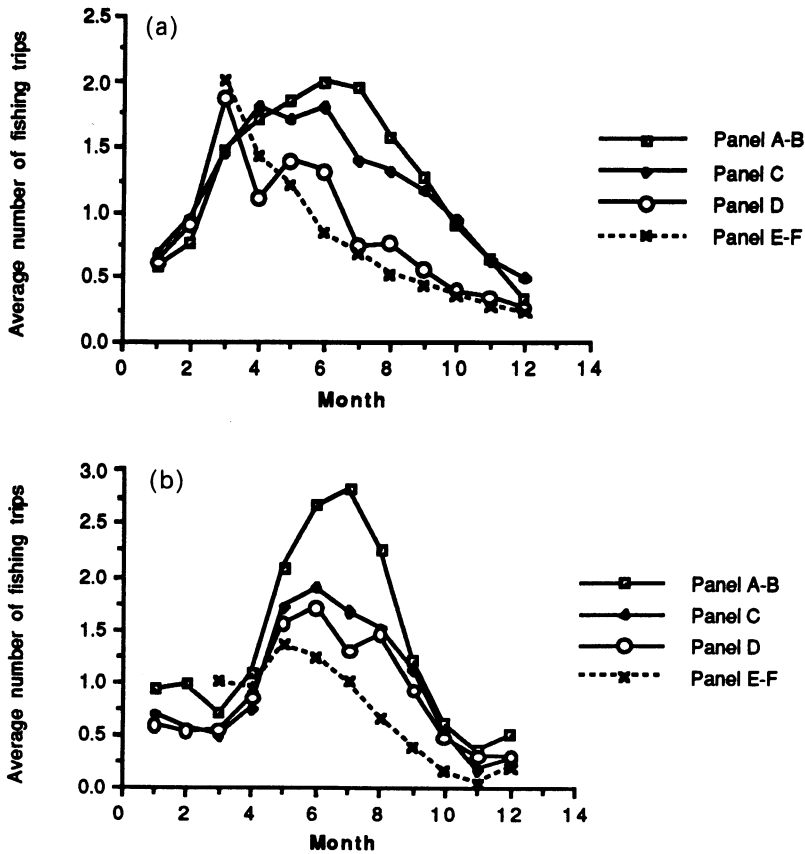 (a)
Average number of fishing trips
2.5
2.0
1.5
1.0
0.5
0.0
0 2 4 6 8 10 12 14
Month
Panel A-B
Panel C
Panel D
Panel E-F
(b)
Average number of fishing trips
3.0
2.5
2.0
1.5
1.0
0.5
0.0
0 2 4 6 8 10 12 14
Month
Panel A-B
Panel C
Panel D
Panel E-F